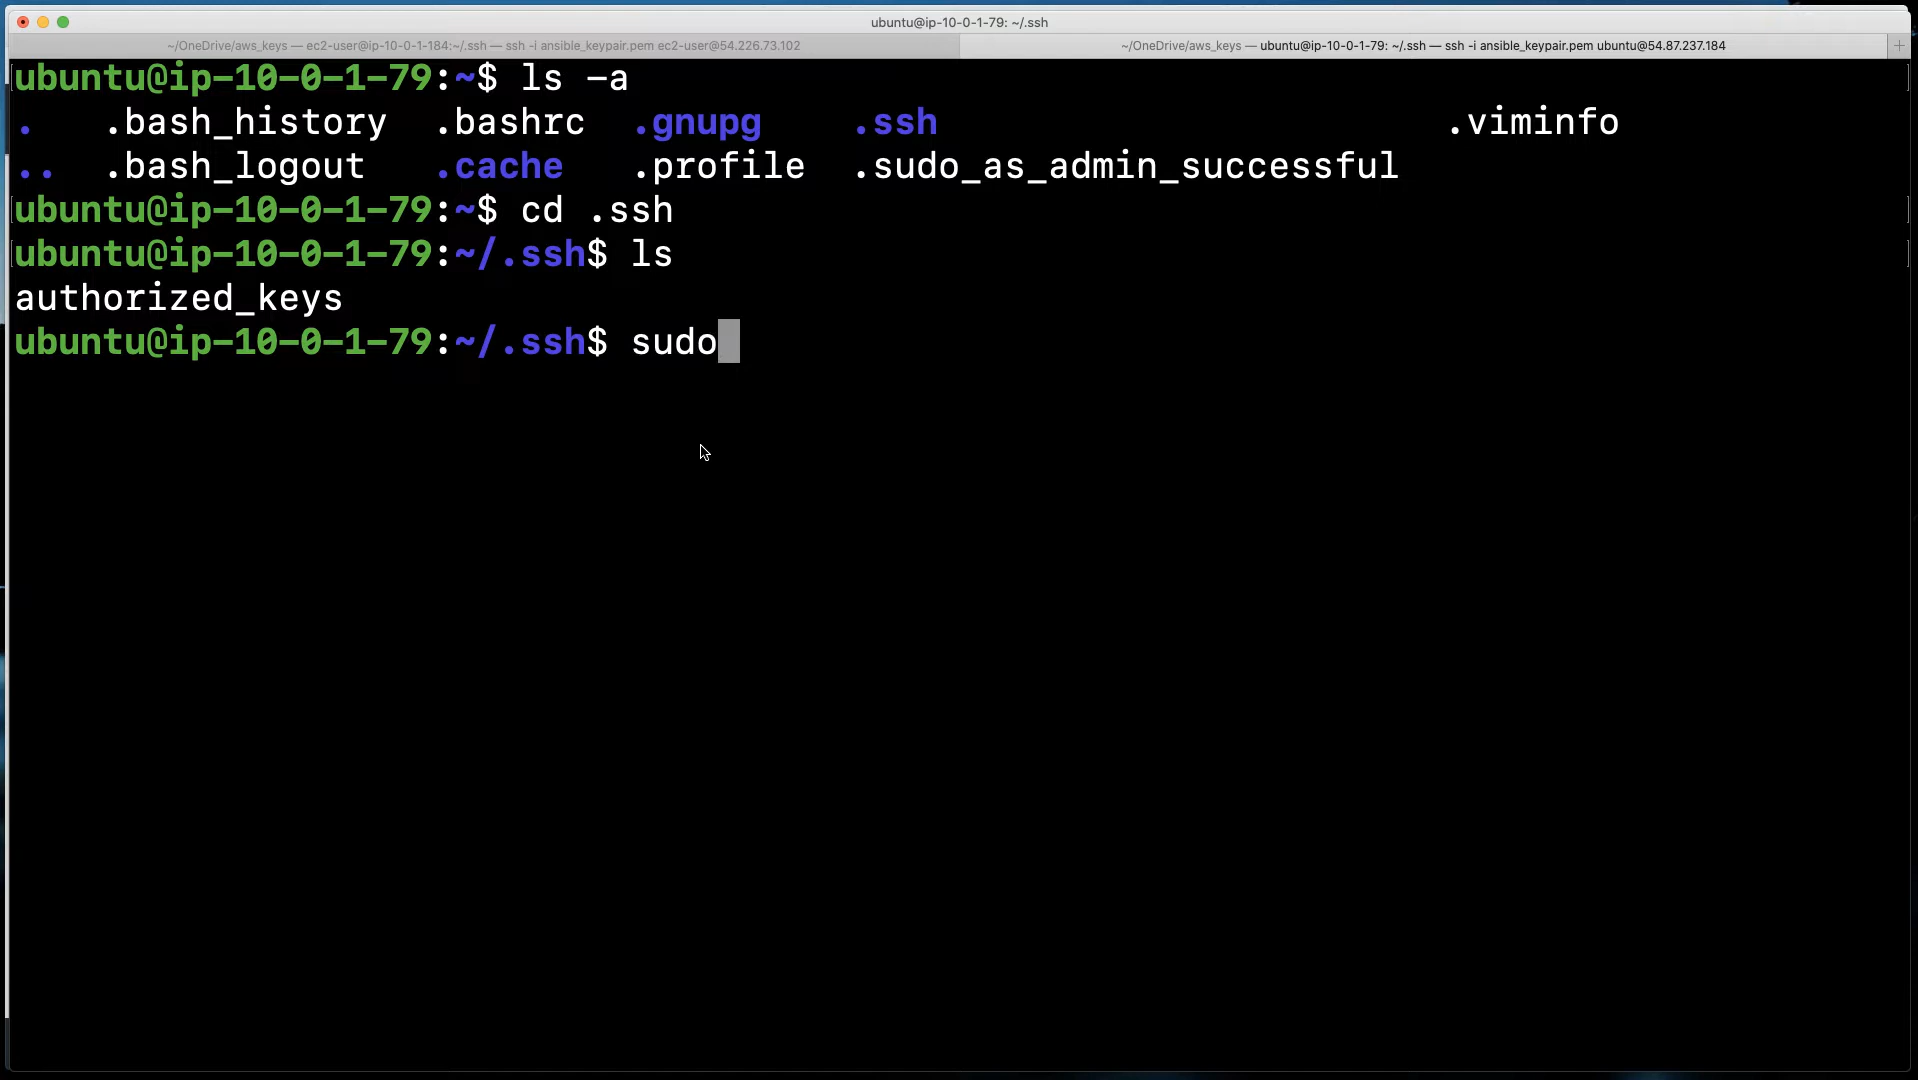 ubuntu@ip-10-0-1-79: ~/.ssh
~/OneDrive/aws_keys — ec2-user@ip-10-0-1-184:~/.ssh — ssh -i ansible_keypair.pem ec2-user@54.226.73.102
~/OneDrive/aws_keys — ubuntu@ip-10-0-1-79: ~/.ssh — ssh -i ansible_keypair.pem ubuntu@54.87.237.184
ubuntu@ip-10-0-1-79:~$ ls -a
. .bash_history .bashrc .gnupg .ssh .viminfo
.. .bash_logout .cache .profile .sudo_as_admin_successful
ubuntu@ip-10-0-1-79:~$ cd .ssh
ubuntu@ip-10-0-1-79:~/.ssh$ ls
authorized_keys
ubuntu@ip-10-0-1-79:~/.ssh$ sudo